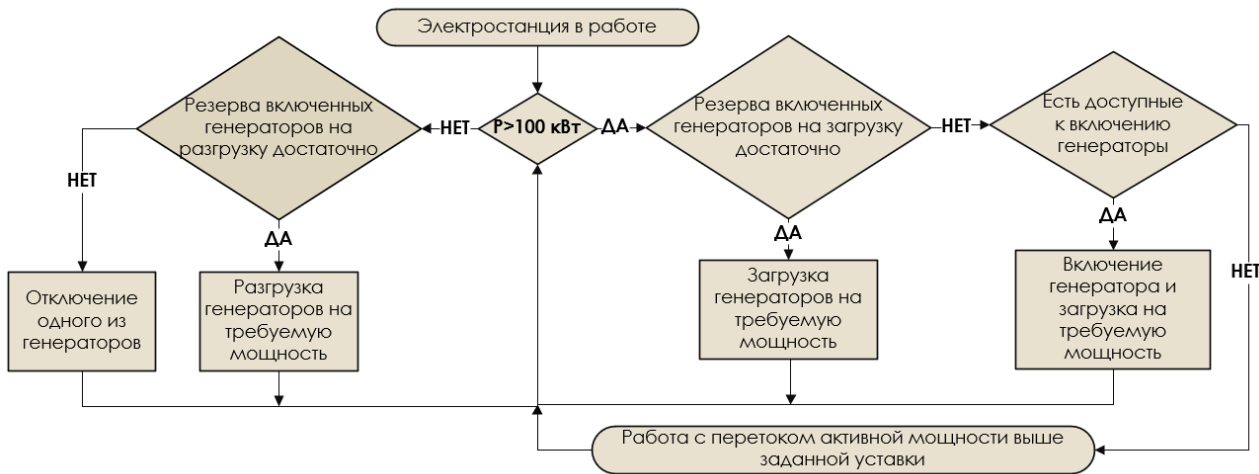 Электростанция в работе
Резерва включенных
генераторов на
разгрузку достаточно
НЕТ
P>100 кВт
ДА
Резерва включенных
генераторов на загрузку
достаточно
НЕТ
Есть доступные
к включению
генераторы
НЕТ
ДА
ДА
ДА
НЕТ
Отключение
одного из
генераторов
Разгрузка
генераторов на
требуемую
мощность
Загрузка
генераторов на
требуемую
мощность
Включение
генератора и
загрузка на
требуемую
мощность
Работа с перетоком активной мощности выше
заданной уставки